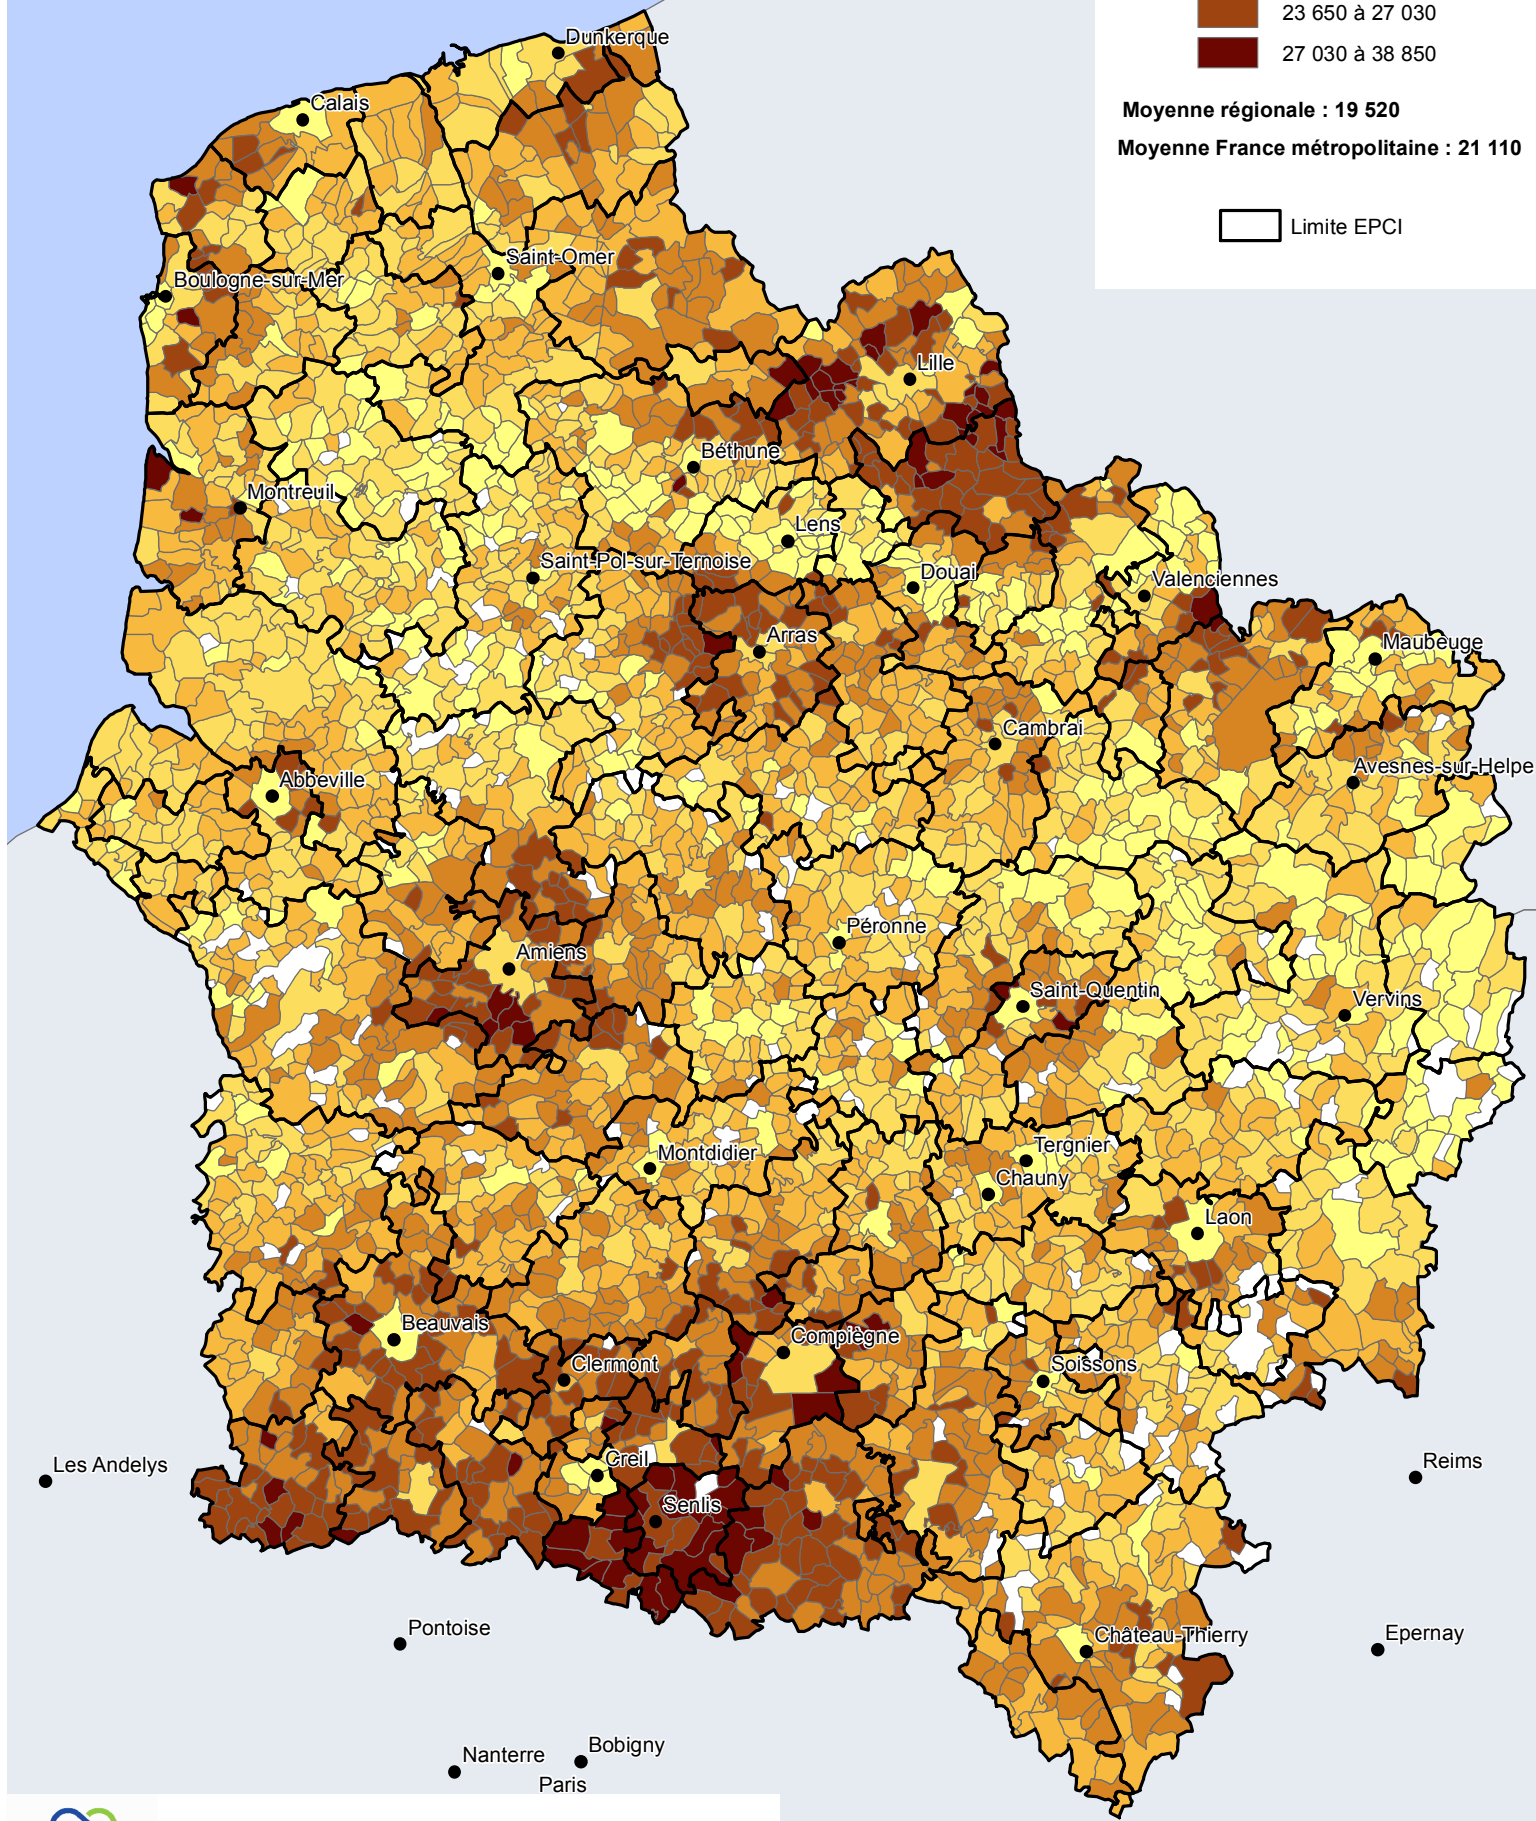 23 650 à 27 030
27 030 à 38 850
Moyenne régionale : 19 520
Moyenne France métropolitaine : 21 110
Limite EPCI
Dunkerque
Calais
Saint-Omer
Boulogne-sur-Mer
Lille
Béthune
Montreuil
Lens
Saint-Pol-sur-Ternoise
Douai
Valenciennes
Arras
Maubeuge
Cambrai
Avesnes-sur-Helpe
Abbeville
Péronne
Amiens
Saint-Quentin
Vervins
Tergnier
Montdidier
Chauny
Laon
Beauvais
Compiègne
Clermont
Soissons
Creil
Les Andelys
Reims
Senlis
Pontoise
Château-Thierry
Epernay
Nanterre
Bobigny
Paris